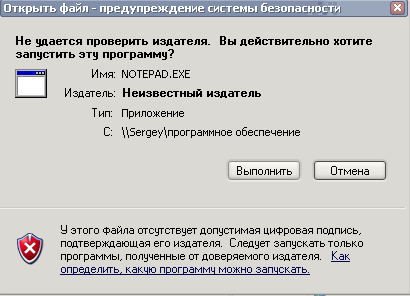 Открыть файл - предупреждение системы безопасности
Не удается проверить издателя. Вы действительно хотите
запустить эту программу?
Имя: NOTEPAD.EXE
Издатель: Неизвестный издатель
Тип: Приложение
С: \\Sergey\программное обеспечение
Выполнить Отмена
У этого файла отсутствует допустимая цифровая подпись,
подтверждающая его издателя. Следует запускать только
программы, полученные от доверяемого издателя. Как
определить, какую программу можно запускать.